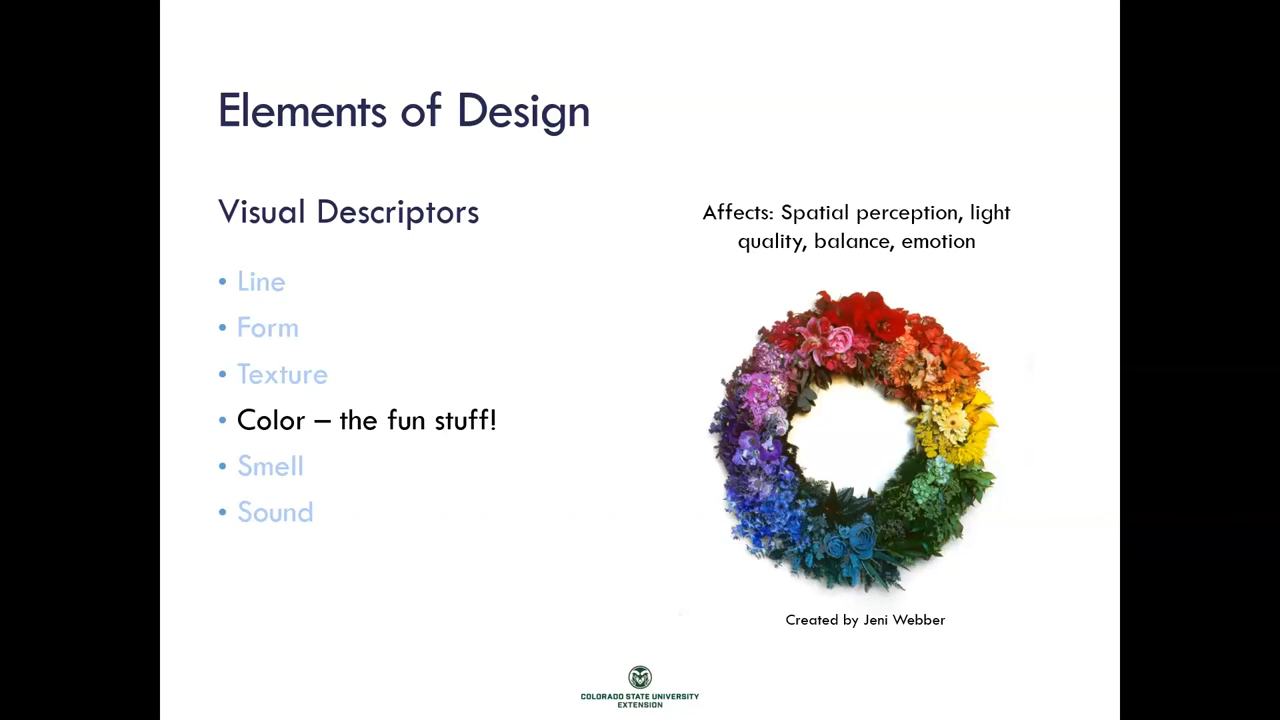 Elements of Design
Visual Descriptors
• Line
• Form
• Texture
• Color – the fun stuff!
• Smell
• Sound
Affects: Spatial perception, light
quality, balance, emotion
Created by Jeni Webber
COLORADO STATE UNIVERSITY
EXTENSION